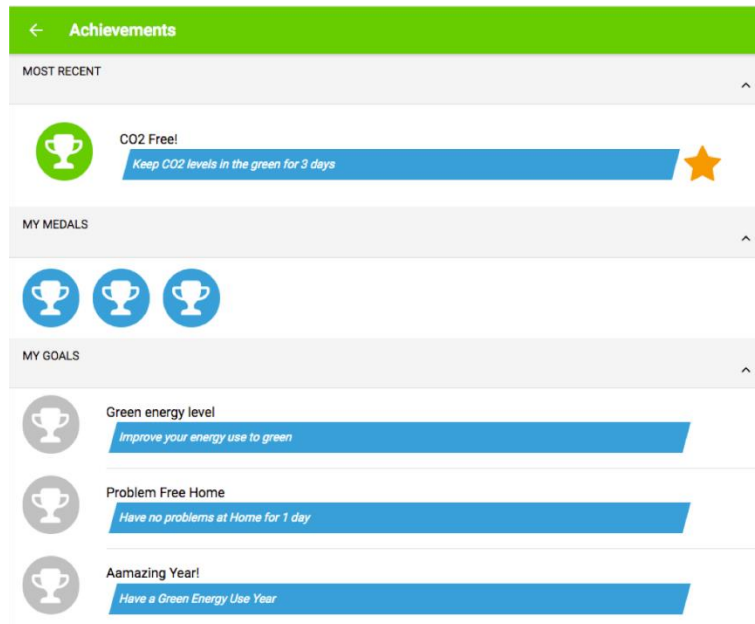 Achievements
MOST RECENT
CO2 Free!
Keep CO2 levels in the green for 3 days
MY MEDALS
MY GOALS
Green energy level
Improve your energy use to green
Problem Free Home
Have no problems at Home for 1 day
Aamazing Year!
Have a Green Energy Use Year